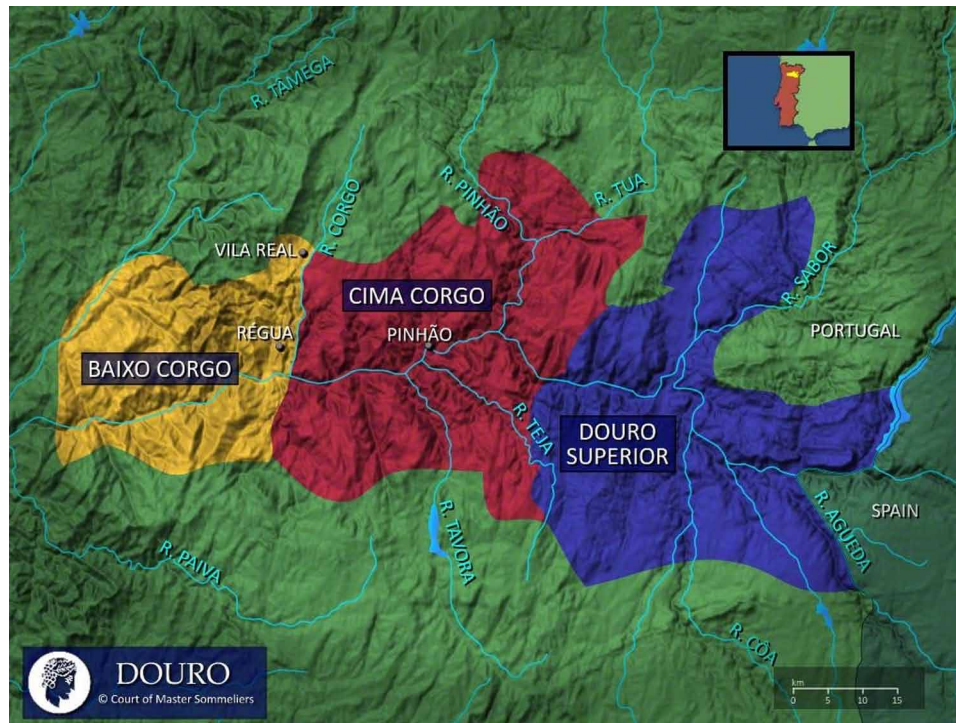 R. TÂMEGA
R. CORGO
R. PINHÃO
R. TUA
VILA REAL
R. SABOR
CIMA CORGO
RÉGUA
PINHÃO
PORTUGAL
BAIXO CORGO
R. TEJA
DOURO
SUPERIOR
SPAIN
R. AGUEDA
R. TAVORA
R. PAIVA
R. CÔA
DOURO
© Court of Master Sommeliers
km
0 5 10 15